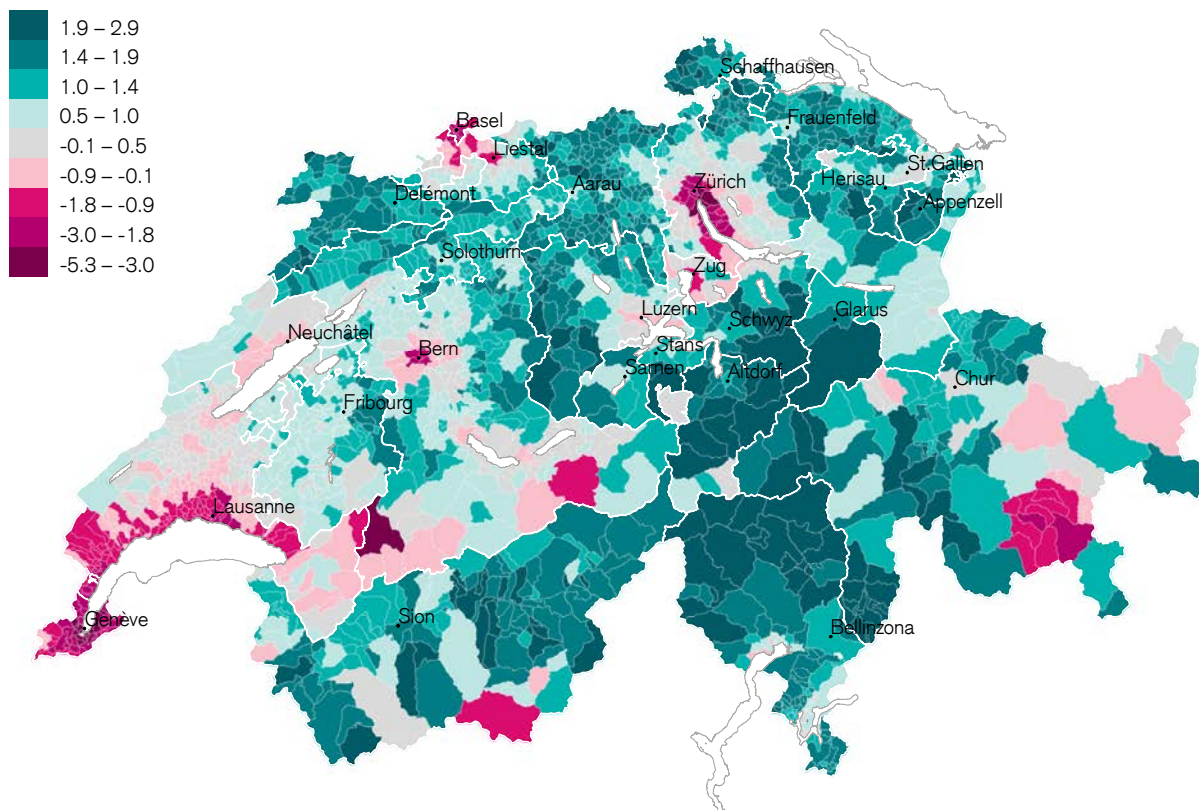 1.9 – 2.9
1.4 – 1.9
1.0 – 1.4
0.5 – 1.0
-0.1 – 0.5
-0.9 – -0.1
-1.8 – -0.9
-3.0 – -1.8
-5.3 – -3.0
Schaffhausen
Basel
Frauenfeld
Liestal
St.Gallen
Herisau
Zürich
Aarau
Delémont
Appenzell
Solothurn
Zug
Luzern
Glarus
Schwyz
Neuchâtel
Stans
Bern
Sarnen
Altdorf
Chur
Fribourg
Lausanne
Sion
Genève
Bellinzona